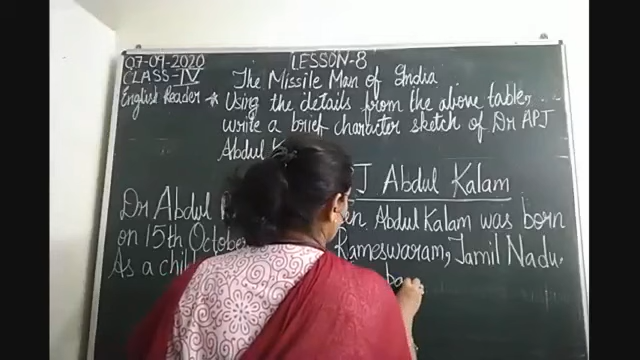 07-09-2020 LESSON-8
CLASS-IV The Missile Man of India
English Reader * Using the details from the above table,
write a brief character sketch of Dr APJ
Abdul
J Abdul Kalam
Dr Abdul Abdul Kalam was born
on 15th October Rameswaram, Tamil Nadu.
As a